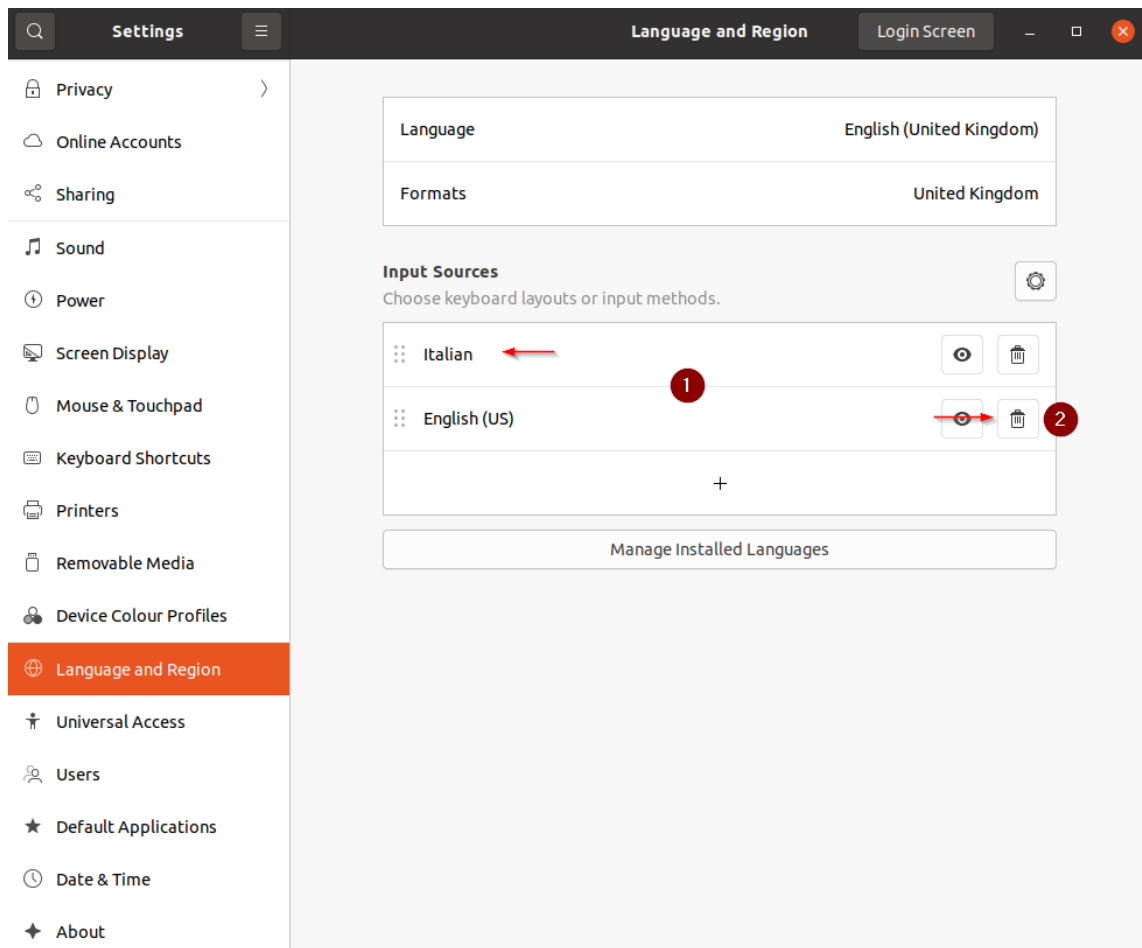 Settings
Language and Region
Login Screen
Privacy
Online Accounts
Sharing
Sound
Power
Screen Display
Mouse & Touchpad
Keyboard Shortcuts
Printers
Removable Media
Device Colour Profiles
Language and Region
Universal Access
Users
Default Applications
Date & Time
About
Language English (United Kingdom)
Formats United Kingdom
Input Sources
Choose keyboard layouts or input methods.
Italian
1
English (US)
2
+
Manage Installed Languages